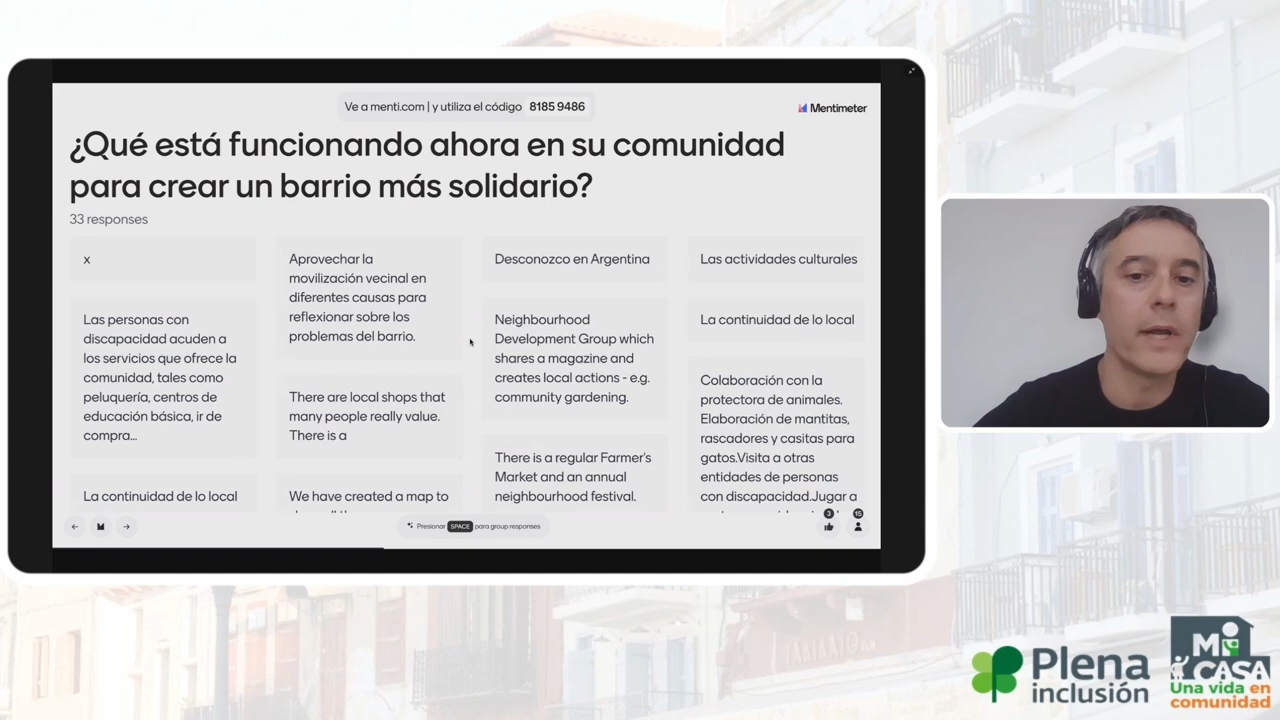 Ve a menti.com | y utiliza el código 8185 9486
Mentimeter
¿Qué está funcionando ahora en su comunidad
para crear un barrio más solidario?
33 responses
x
Las personas con
discapacidad acuden a
los servicios que ofrece la
comunidad, tales como
peluquería, centros de
educación básica, ir de
compra...
La continuidad de lo local
Aprovechar la
movilización vecinal en
diferentes causas para
reflexionar sobre los
problemas del barrio.
There are local shops that
many people really value.
There is a
We have created a map to
Desconozco en Argentina
Neighbourhood
Development Group which
shares a magazine and
creates local actions - e.g.
community gardening.
There is a regular Farmer's
Market and an annual
neighbourhood festival.
Las actividades culturales
La continuidad de lo local
Colaboración con la
protectora de animales.
Elaboración de mantitas,
rascadores y casitas para
gatos.Visita a otras
entidades de personas
con discapacidad.Jugar a
Presionar SPACE para group responses
3
15
Plena
inclusión
Mi
CASA
Una vida en
comunidad